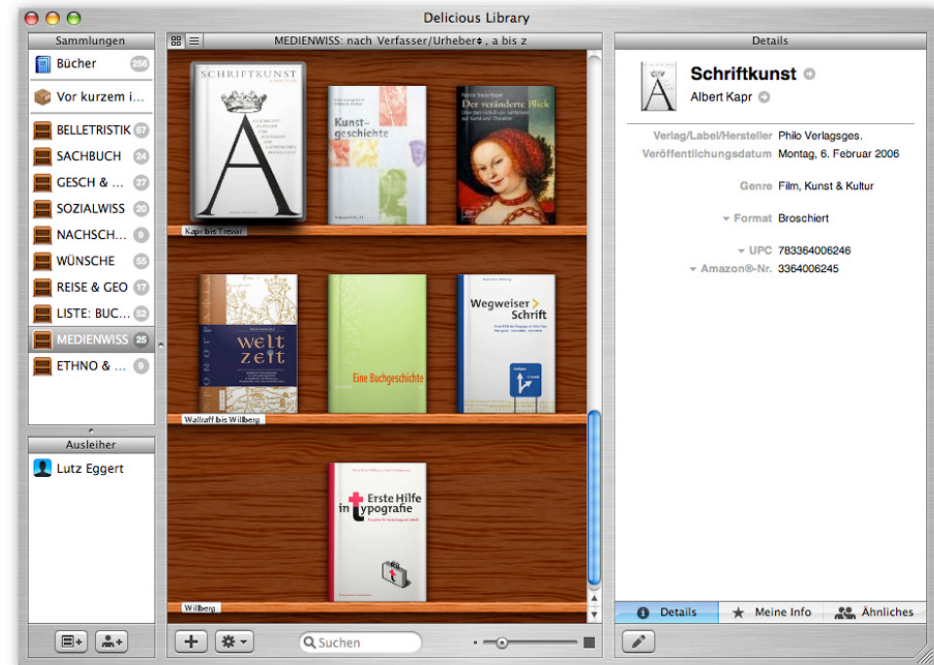 Delicious Library
Sammlungen
Bücher 256
Vor kurzem i...
BELLETRISTIK 67
SACHBUCH 24
GESCH & ... 27
SOZIALWISS 20
NACHSCH... 9
WÜNSCHE 55
REISE & GEO 17
LISTE: BUC... 52
MEDIENWISS 25
ETHNO & ... 9
Ausleiher
Lutz Eggert
MEDIENWISS: nach Verfasser/Urheber, a bis z
SCHRIFTKUNST
A
Kunst-
geschichte
Der veränderte Blick
Kapr bis Trevor
welt
zeit
Eine Buchgeschichte
Wegweiser
Schrift
Wallraff bis Willberg
Erste Hilfe
in typografie
Willberg
Suchen
Details
Schriftkunst
Albert Kapr
Verlag/Label/Hersteller Philo Verlagsges.
Veröffentlichungsdatum Montag, 6. Februar 2006
Genre Film, Kunst & Kultur
Format Broschiert
UPC 783364006246
Amazon®-Nr. 3364006245
Details
Meine Info
Ähnliches